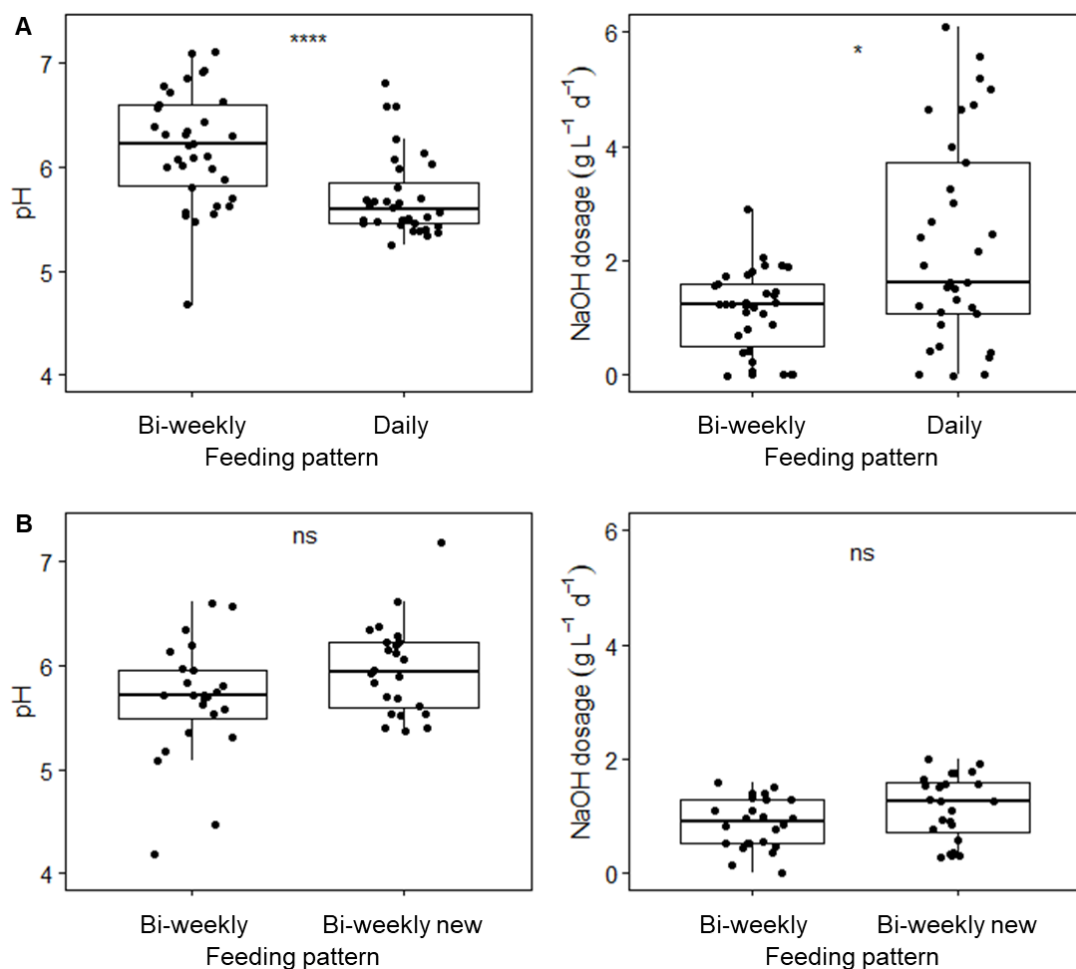 A
pH
7
6
5
4
****
Bi-weekly
Daily
Feeding pattern
NaOH dosage (g L⁻¹ d⁻¹)
6
4
2
0
*
Bi-weekly
Daily
Feeding pattern
B
pH
7
6
5
4
ns
Bi-weekly
Bi-weekly new
Feeding pattern
NaOH dosage (g L⁻¹ d⁻¹)
6
4
2
0
ns
Bi-weekly
Bi-weekly new
Feeding pattern